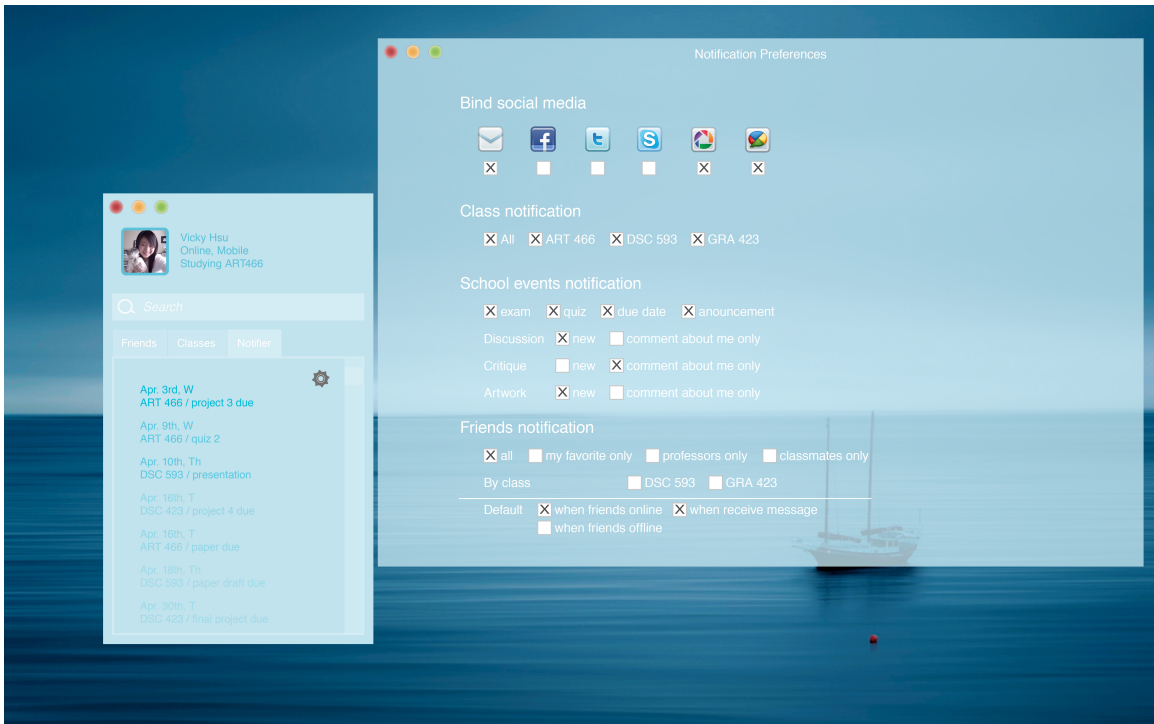 Notification Preferences
Bind social media
X X X
Class notification
X All X ART 466 X DSC 593 X GRA 423
School events notification
X exam X quiz X due date X anouncement
Discussion X new comment about me only
Critique new X comment about me only
Artwork X new comment about me only
Friends notification
X all my favorite only professors only classmates only
By class DSC 593 GRA 423
Default X when friends online X when receive message
when friends offline
Vicky Hsu
Online, Mobile
Studying ART466
Search
Friends Classes Notifier
Apr. 3rd, W
ART 466 / project 3 due
Apr. 9th, W
ART 466 / quiz 2
Apr. 10th, Th
DSC 593 / presentation
Apr. 16th, T
DSC 423 / project 4 due
Apr. 16th, T
ART 466 / paper due
Apr. 18th, Th
DSC 593 / paper draft due
Apr. 30th, T
DSC 423 / final project due